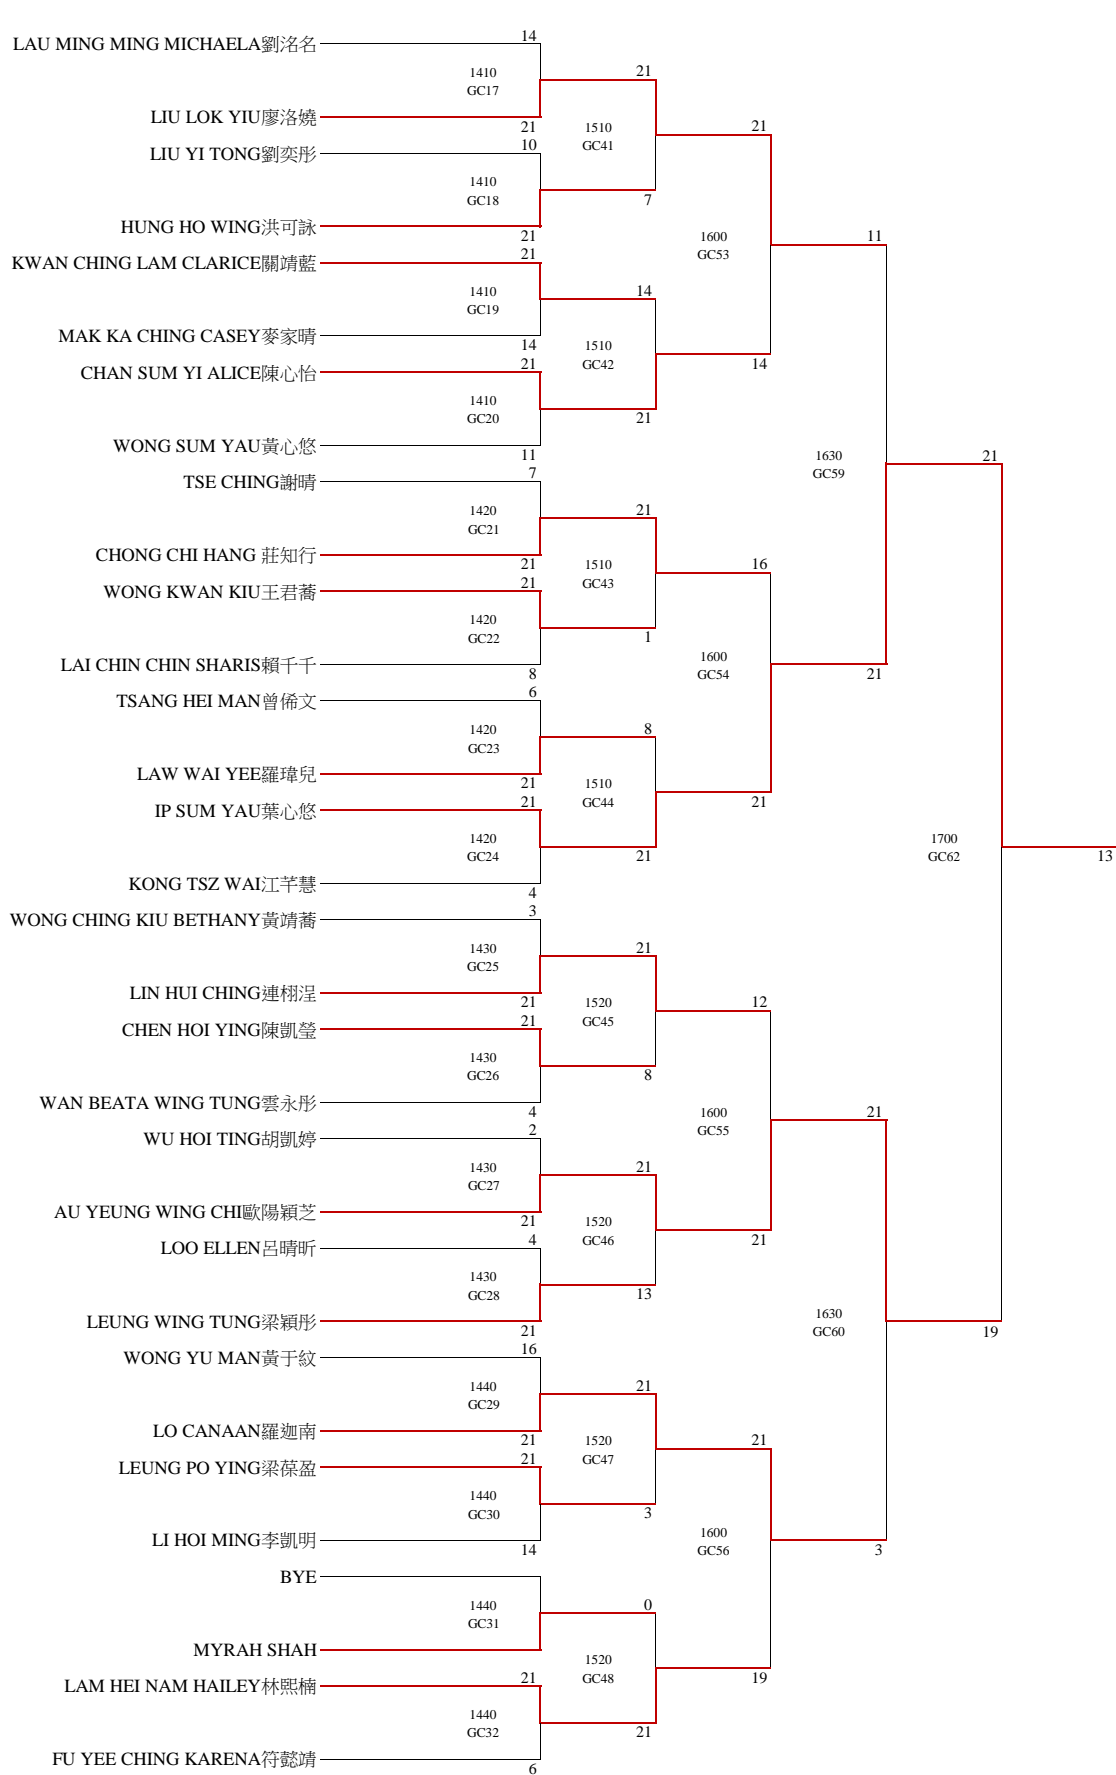 LAU MING MING MICHAELA劉洺名
14
1410
GC17
21
LIU LOK YIU廖洛嬈
21
1510
GC41
21
LIU YI TONG劉奕彤
10
1410
GC18
7
HUNG HO WING洪可詠
21
1600
GC53
11
KWAN CHING LAM CLARICE關靖藍
21
1410
GC19
14
MAK KA CHING CASEY麥家晴
14
1510
GC42
14
CHAN SUM YI ALICE陳心怡
21
1410
GC20
21
WONG SUM YAU黃心悠
11
1630
GC59
21
TSE CHING謝晴
7
1420
GC21
21
CHONG CHI HANG 莊知行
21
1510
GC43
16
WONG KWAN KIU王君蕎
21
1420
GC22
1
LAI CHIN CHIN SHARIS賴千千
8
1600
GC54
21
TSANG HEI MAN曾俙文
6
1420
GC23
8
LAW WAI YEE羅瑋兒
21
1510
GC44
21
IP SUM YAU葉心悠
21
1420
GC24
21
KONG TSZ WAI江芊慧
4
1700
GC62
13
WONG CHING KIU BETHANY黃靖蕎
3
1430
GC25
21
LIN HUI CHING連栩浧
21
1520
GC45
12
CHEN HOI YING陳凱瑩
21
1430
GC26
8
WAN BEATA WING TUNG雲永彤
4
1600
GC55
21
WU HOI TING胡凱婷
2
1430
GC27
21
AU YEUNG WING CHI歐陽穎芝
21
1520
GC46
21
LOO ELLEN呂晴昕
4
1430
GC28
13
LEUNG WING TUNG梁穎彤
21
1630
GC60
19
WONG YU MAN黃于紋
16
1440
GC29
21
LO CANAAN羅迦南
21
1520
GC47
21
LEUNG PO YING梁葆盈
21
1440
GC30
3
LI HOI MING李凱明
14
1600
GC56
3
BYE
1440
GC31
0
MYRAH SHAH
1520
GC48
19
LAM HEI NAM HAILEY林熙楠
21
1440
GC32
21
FU YEE CHING KARENA符懿靖
6